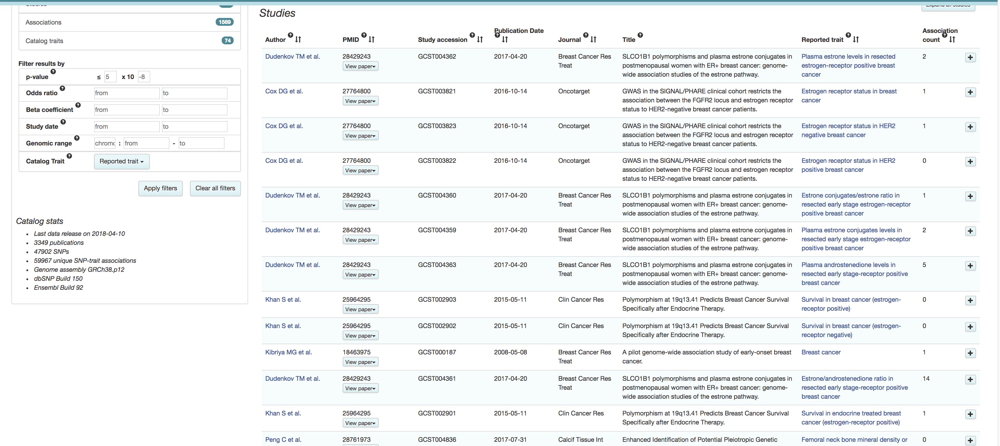 Studies
Associations 1569
Catalog traits 74
Filter results by
p-value ? ≤ 5 x 10 -8
Odds ratio ? from to
Beta coefficient ? from to
Study date ? from to
Genomic range ? chromo : from - to
Catalog Trait ? Reported trait
Apply filters Clear all filters
Catalog stats
• Last data release on 2018-04-10
• 3349 publications
• 47902 SNPs
• 59967 unique SNP-trait associations
• Genome assembly GRCh38.p12
• dbSNP Build 150
• Ensembl Build 92
Expand all studies
Studies
Publication Date Association
Author ? PMID ? Study accession ? ? Journal ? Title ? Reported trait ? count ?
Dudenkov TM et al. 28429243 GCST004362 2017-04-20 Breast Cancer Res SLCO1B1 polymorphisms and plasma estrone conjugates in Plasma estrone levels in resected 2 +
View paper Treat postmenopausal women with ER+ breast cancer: genome- estrogen-receptor positive breast
wide association studies of the estrone pathway. cancer
Cox DG et al. 27764800 GCST003821 2016-10-14 Oncotarget GWAS in the SIGNAL/PHARE clinical cohort restricts the Estrogen receptor status in breast 1 +
View paper association between the FGFR2 locus and estrogen receptor cancer
status to HER2-negative breast cancer patients.
Cox DG et al. 27764800 GCST003823 2016-10-14 Oncotarget GWAS in the SIGNAL/PHARE clinical cohort restricts the Estrogen receptor status in HER2 1 +
View paper association between the FGFR2 locus and estrogen receptor negative breast cancer
status to HER2-negative breast cancer patients.
Cox DG et al. 27764800 GCST003822 2016-10-14 Oncotarget GWAS in the SIGNAL/PHARE clinical cohort restricts the Estrogen receptor status in HER2 0 +
View paper association between the FGFR2 locus and estrogen receptor positive breast cancer
status to HER2-negative breast cancer patients.
Dudenkov TM et al. 28429243 GCST004360 2017-04-20 Breast Cancer Res SLCO1B1 polymorphisms and plasma estrone conjugates in Estrone conjugates/estrone ratio in 1 +
View paper Treat postmenopausal women with ER+ breast cancer: genome- resected early stage estrogen-receptor
wide association studies of the estrone pathway. positive breast cancer
Dudenkov TM et al. 28429243 GCST004359 2017-04-20 Breast Cancer Res SLCO1B1 polymorphisms and plasma estrone conjugates in Plasma estrone conjugates levels in 2 +
View paper Treat postmenopausal women with ER+ breast cancer: genome- resected early stage estrogen-receptor
wide association studies of the estrone pathway. positive breast cancer
Dudenkov TM et al. 28429243 GCST004363 2017-04-20 Breast Cancer Res SLCO1B1 polymorphisms and plasma estrone conjugates in Plasma androstenedione levels in 5 +
View paper Treat postmenopausal women with ER+ breast cancer: genome- resected early stage-receptor positive
wide association studies of the estrone pathway. breast cancer
Khan S et al. 25964295 GCST002903 2015-05-11 Clin Cancer Res Polymorphism at 19q13.41 Predicts Breast Cancer Survival Survival in breast cancer (estrogen- 0 +
View paper Specifically after Endocrine Therapy. receptor positive)
Khan S et al. 25964295 GCST002902 2015-05-11 Clin Cancer Res Polymorphism at 19q13.41 Predicts Breast Cancer Survival Survival in breast cancer (estrogen- 0 +
View paper Specifically after Endocrine Therapy. receptor negative)
Kibriya MG et al. 18463975 GCST000187 2008-05-08 Breast Cancer Res A pilot genome-wide association study of early-onset breast Breast cancer 1 +
View paper Treat cancer.
Dudenkov TM et al. 28429243 GCST004361 2017-04-20 Breast Cancer Res SLCO1B1 polymorphisms and plasma estrone conjugates in Estrone/androstenedione ratio in 14 +
View paper Treat postmenopausal women with ER+ breast cancer: genome- resected early stage-receptor positive
wide association studies of the estrone pathway. breast cancer
Khan S et al. 25964295 GCST002901 2015-05-11 Clin Cancer Res Polymorphism at 19q13.41 Predicts Breast Cancer Survival Survival in endocrine treated breast 1 +
View paper Specifically after Endocrine Therapy. cancer (estrogen-receptor positive)
Peng C et al. 28761973 GCST004836 2017-07-31 Calcif Tissue Int Enhanced Identification of Potential Pleiotropic Genetic Femoral neck bone mineral density or 0 +